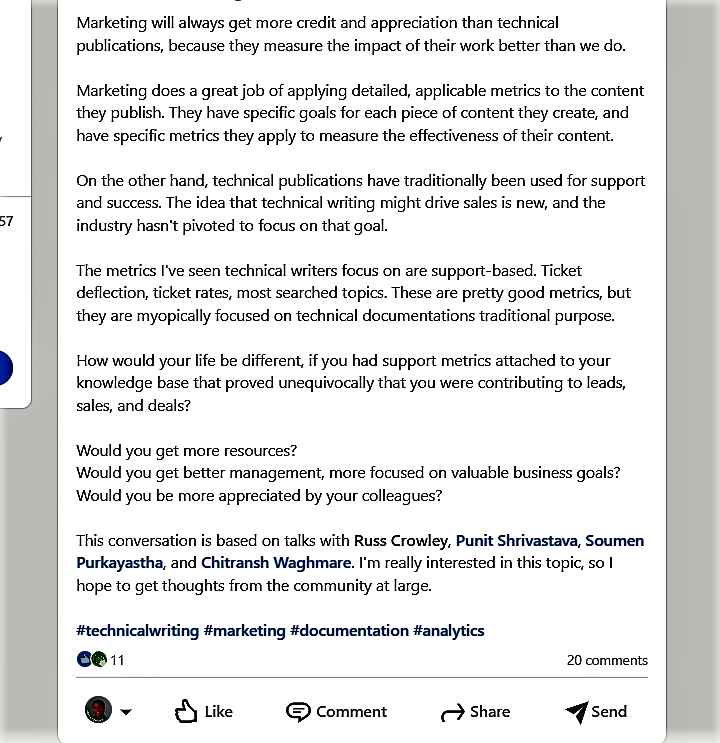 Marketing will always get more credit and appreciation than technical
publications, because they measure the impact of their work better than we do.
Marketing does a great job of applying detailed, applicable metrics to the content
they publish. They have specific goals for each piece of content they create, and
have specific metrics they apply to measure the effectiveness of their content.
On the other hand, technical publications have traditionally been used for support
and success. The idea that technical writing might drive sales is new, and the
industry hasn't pivoted to focus on that goal.
The metrics I've seen technical writers focus on are support-based. Ticket
deflection, ticket rates, most searched topics. These are pretty good metrics, but
they are myopically focused on technical documentations traditional purpose.
How would your life be different, if you had support metrics attached to your
knowledge base that proved unequivocally that you were contributing to leads,
sales, and deals?
Would you get more resources?
Would you get better management, more focused on valuable business goals?
Would you be more appreciated by your colleagues?
This conversation is based on talks with Russ Crowley, Punit Shrivastava, Soumen
Purkayastha, and Chitransh Waghmare. I'm really interested in this topic, so I
hope to get thoughts from the community at large.
#technicalwriting #marketing #documentation #analytics
11 20 comments
Like Comment Share Send
57